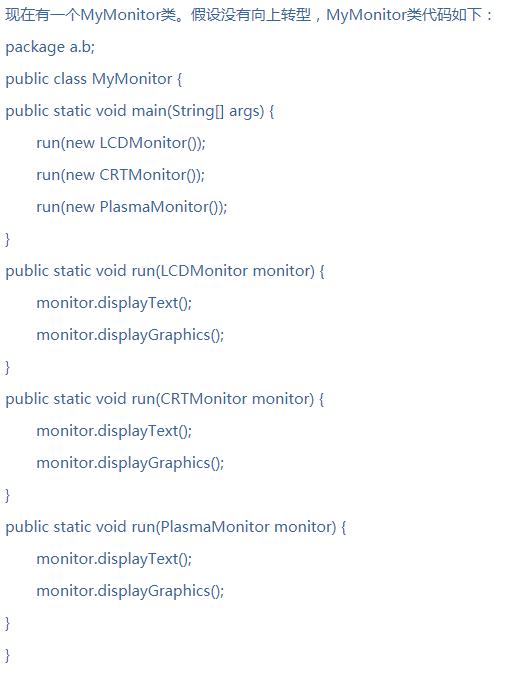 现在有一个MyMonitor类。假设没有向上转型，MyMonitor类代码如下：
package a.b;
public class MyMonitor {
public static void main(String[] args) {
run(new LCDMonitor());
run(new CRTMonitor());
run(new PlasmaMonitor());
}
public static void run(LCDMonitor monitor) {
monitor.displayText();
monitor.displayGraphics();
}
public static void run(CRTMonitor monitor) {
monitor.displayText();
monitor.displayGraphics();
}
public static void run(PlasmaMonitor monitor) {
monitor.displayText();
monitor.displayGraphics();
}
}